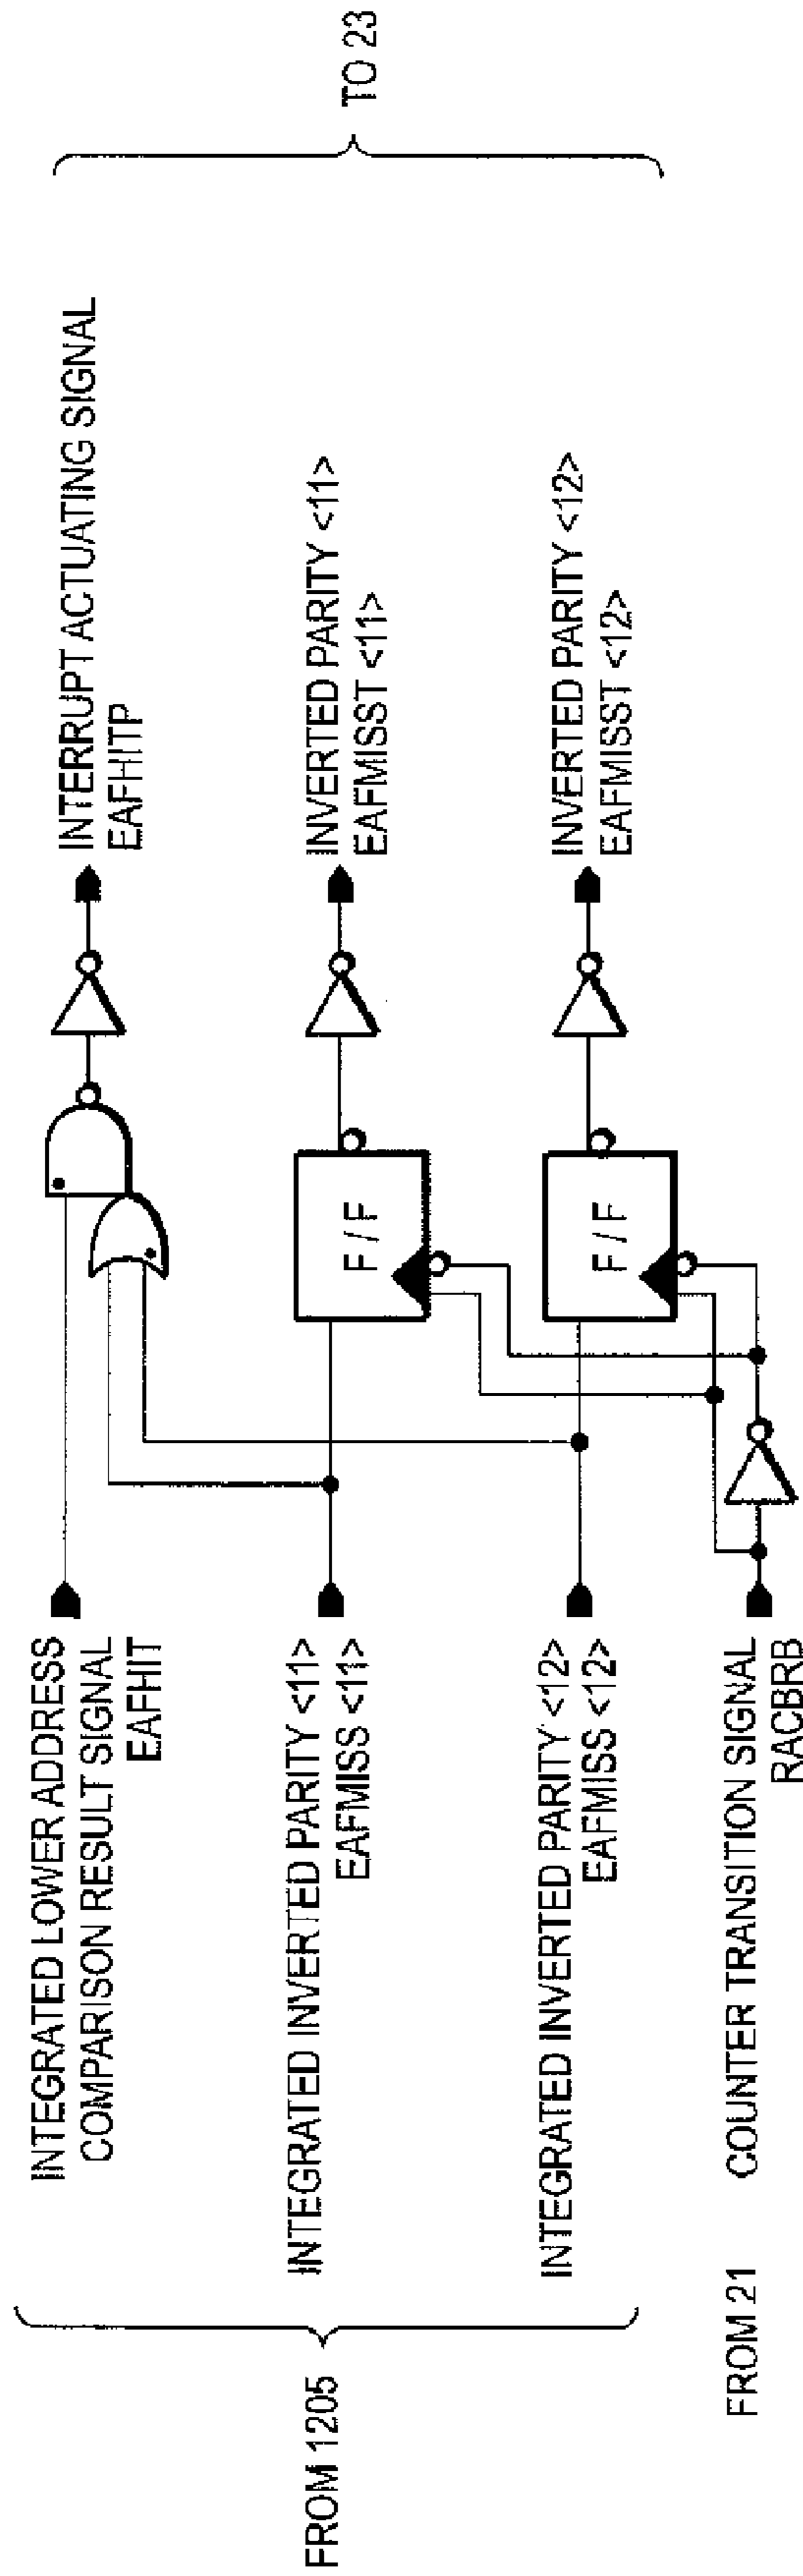 FROM 1205
INTEGRATED LOWER ADDRESS
COMPARISON RESULT SIGNAL
EAFHIT
INTEGRATED INVERTED PARITY <11>
EAFMISS <11>
INTEGRATED INVERTED PARITY <12>
EAFMISS <12>
FROM 21
COUNTER TRANSITION SIGNAL
RACBRB
F / F
F / F
INTERRUPT ACTUATING SIGNAL
EAFHITP
INVERTED PARITY <11>
EAFMISST <11>
INVERTED PARITY <12>
EAFMISST <12>
TO 23